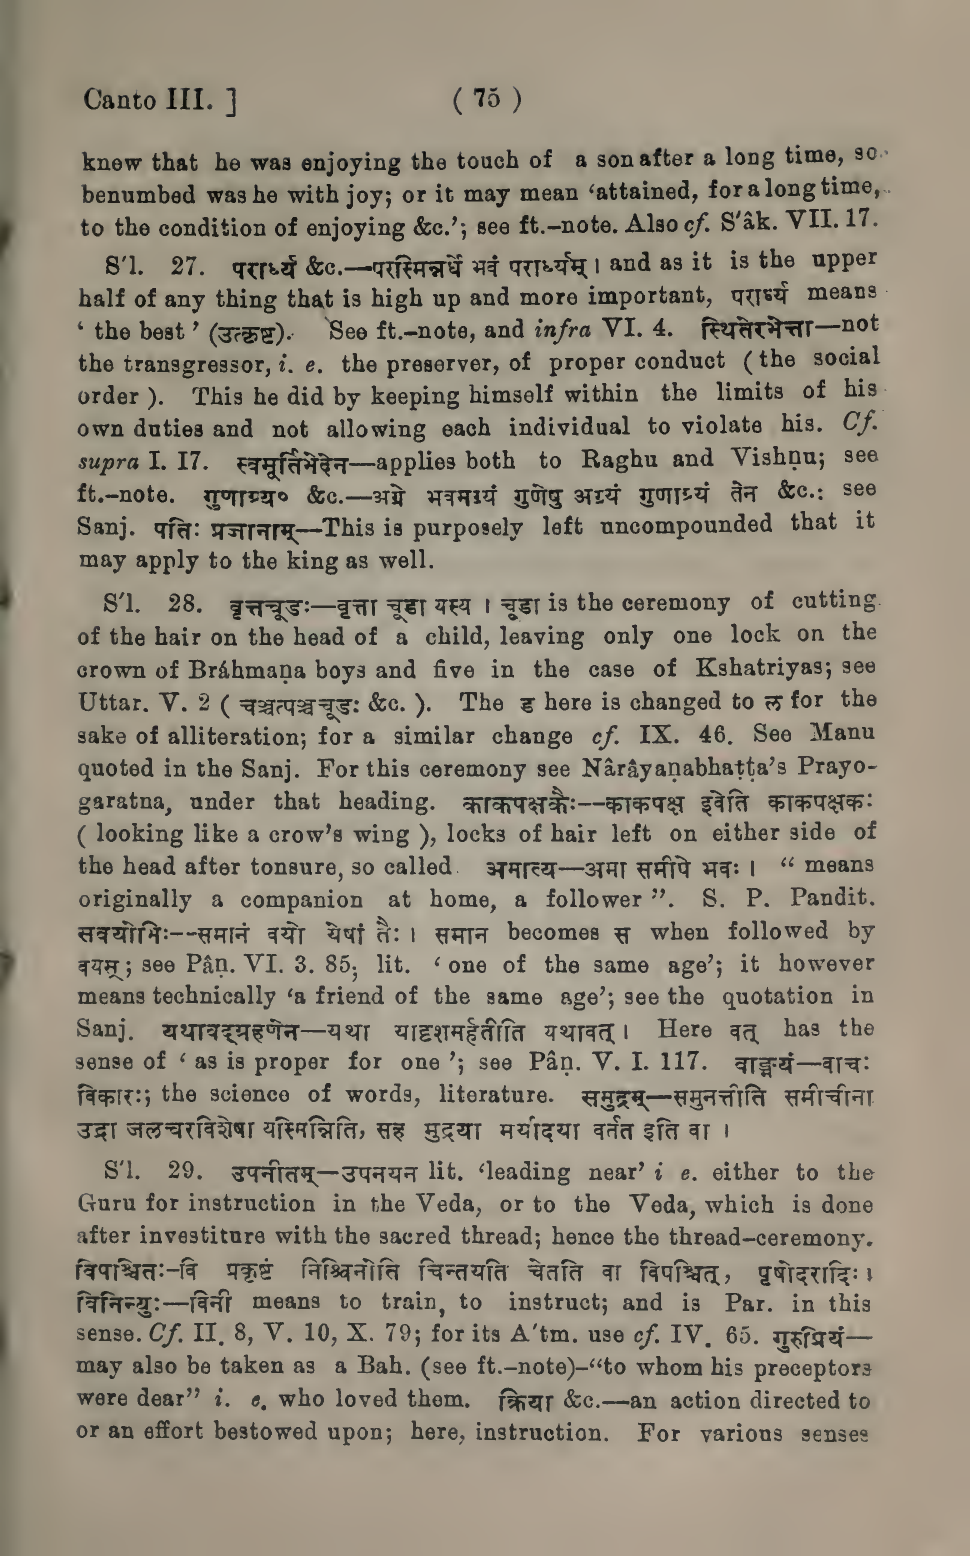 Canto III. ] ( 75 )
knew that he was enjoying the touch of a son after a long time, so
benumbed was he with joy; or it may mean ‘attained, for a long time,
to the condition of enjoying &c.’; see ft.–note. Also cf. S′âk. VII. 17.
S′l. 27. परार्ध्य &c.—परस्मिन्नर्धे भवं परार्ध्यम् । and as it is the upper
half of any thing that is high up and more important, परार्ध्य means
‘ the best ’ (उत्कृष्ट). See ft.–note, and infra VI. 4. स्थितेरभेत्ता—not
the transgressor, i. e. the preserver, of proper conduct ( the social
order ). This he did by keeping himself within the limits of his
own duties and not allowing each individual to violate his. Cf.
supra I. 17. स्वमूर्तिभेदेन—applies both to Raghu and Vishṇu; see
ft.–note. गुणाग्र्य० &c.—अग्रे भवमग्र्यं गुणेषु अग्र्यं गुणाग्र्यं तेन &c.: see
Sanj. पतिः प्रजानाम्—This is purposely left uncompounded that it
may apply to the king as well.
S′l. 28. वृत्तचूडः—वृत्ता चूडा यस्य । चूडा is the ceremony of cutting
of the hair on the head of a child, leaving only one lock on the
crown of Bráhmaṇa boys and five in the case of Kshatriyas; see
Uttar. V. 2 ( चञ्चत्पञ्चचूडः &c. ). The ड here is changed to ल for the
sake of alliteration; for a similar change cf. IX. 46. See Manu
quoted in the Sanj. For this ceremony see Nârâyaṇabhaṭṭa’s Prayo-
garatna, under that heading. काकपक्षकैः--काकपक्ष इवेति काकपक्षकः
( looking like a crow’s wing ), locks of hair left on either side of
the head after tonsure, so called. अमात्य—अमा समीपे भवः । “ means
originally a companion at home, a follower ”. S. P. Pandit.
सवयोभिः--समानं वयो येषां तैः । समान becomes स when followed by
वयस्; see Pâṇ. VI. 3. 85; lit. ‘ one of the same age’; it however
means technically ‘a friend of the same age’; see the quotation in
Sanj. यथावद्ग्रहणेन—यथा यादृशमर्हतीति यथावत् । Here वत् has the
sense of ‘ as is proper for one ’; see Pâṇ. V. I. 117. वाङ्मयं—वाचः
विकारः; the science of words, literature. समुद्रम्—समुनत्तीति समीचीना
उद्रा जलचरविशेषा यस्मिन्निति, सह मुद्रया मर्यादया वर्तत इति वा ।
S′l. 29. उपनीतम्—उपनयन lit. ‘leading near’ i e. either to the
Guru for instruction in the Veda, or to the Veda, which is done
after investiture with the sacred thread; hence the thread–ceremony.
विपश्चितः–वि प्रकृष्टं निश्चिनोति चिन्तयति चेतति वा विपश्चित्, पृषोदरादिः ।
विनिन्युः—विनी means to train, to instruct; and is Par. in this
sense. Cf. II. 8, V. 10, X. 79; for its A′tm. use cf. IV. 65. गुरुप्रियं—
may also be taken as a Bah. (see ft.–note)–“to whom his preceptors
were dear” i. e. who loved them. क्रिया &c.—an action directed to
or an effort bestowed upon; here, instruction. For various senses